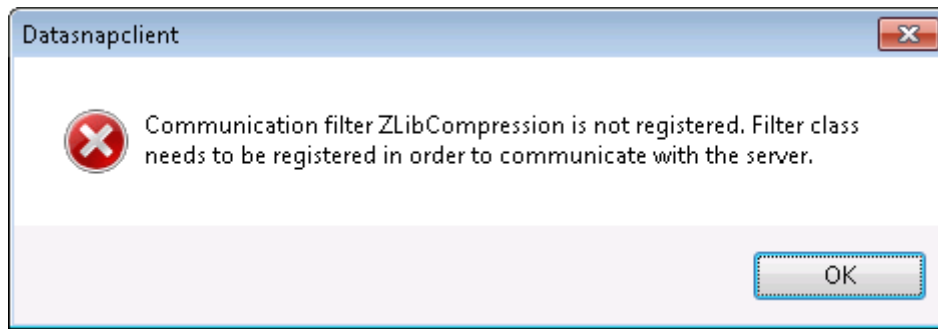 Datasnapclient
Communication filter ZLibCompression is not registered. Filter class
needs to be registered in order to communicate with the server.
OK